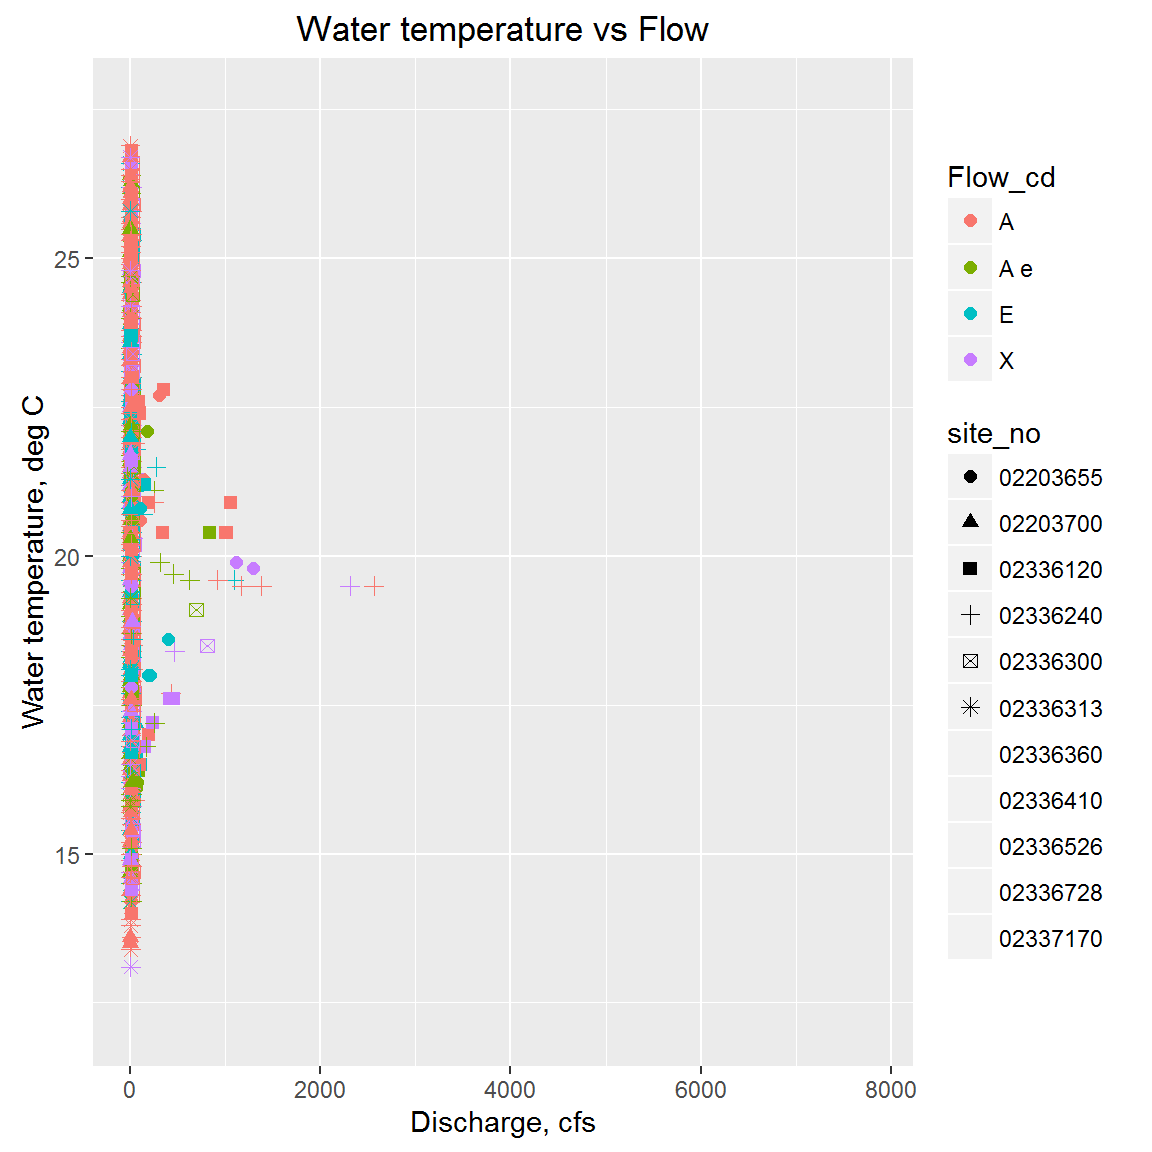 Water temperature vs Flow
Water temperature, deg C
25
20
15
0
2000
4000
6000
8000
Discharge, cfs
Flow_cd
A
A e
E
X
site_no
02203655
02203700
02336120
02336240
02336300
02336313
02336360
02336410
02336526
02336728
02337170